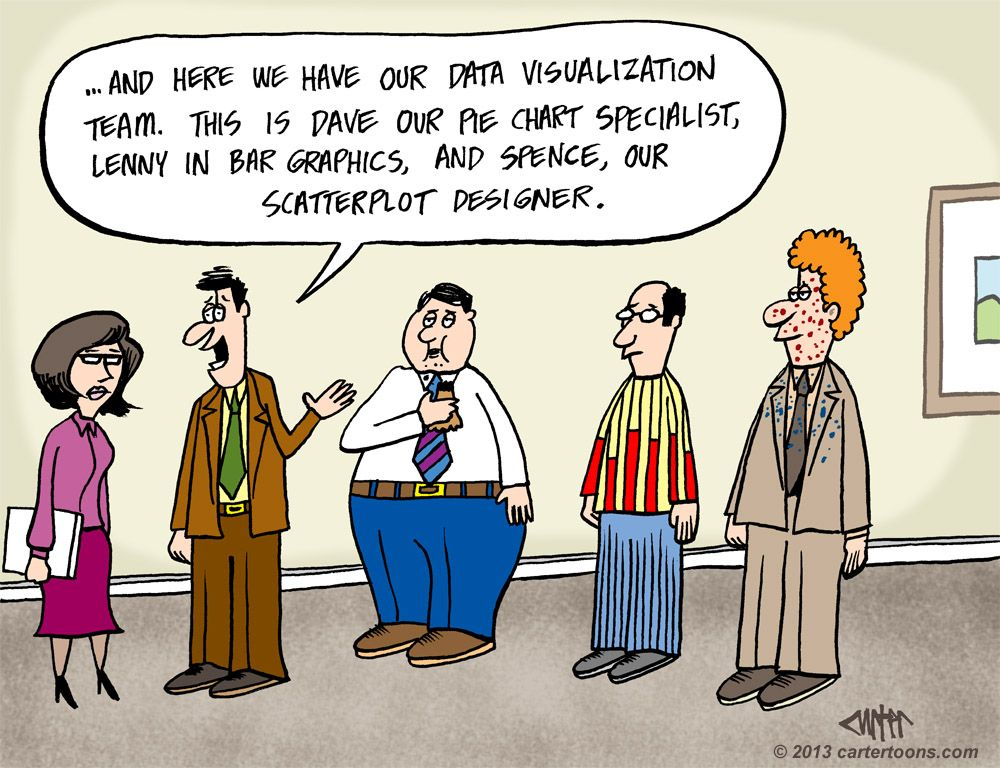 ...AND HERE WE HAVE OUR DATA VISUALIZATION
TEAM. THIS IS DAVE OUR PIE CHART SPECIALIST,
LENNY IN BAR GRAPHICS, AND SPENCE, OUR
SCATTERPLOT DESIGNER.
© 2013 cartertoons.com